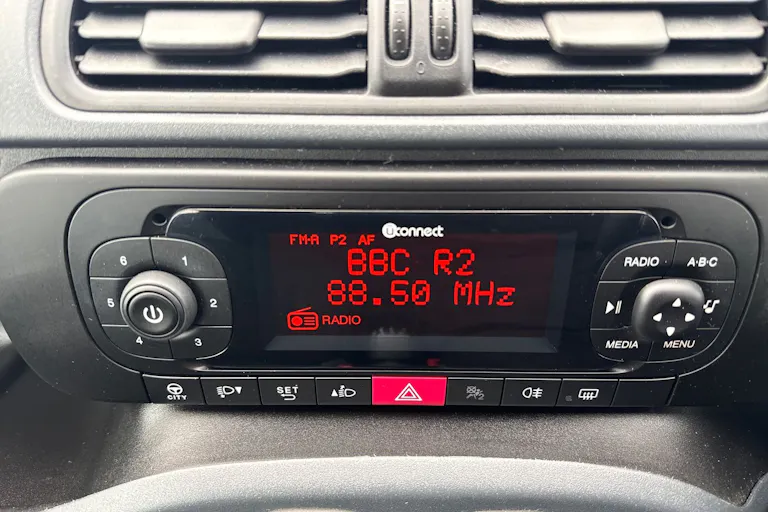 uconnect
FM-A P2 AF
BBC R2
88.50 MHz
RADIO
6 1
5 2
4 3
RADIO A·B·C
MEDIA MENU
CITY
SET
0